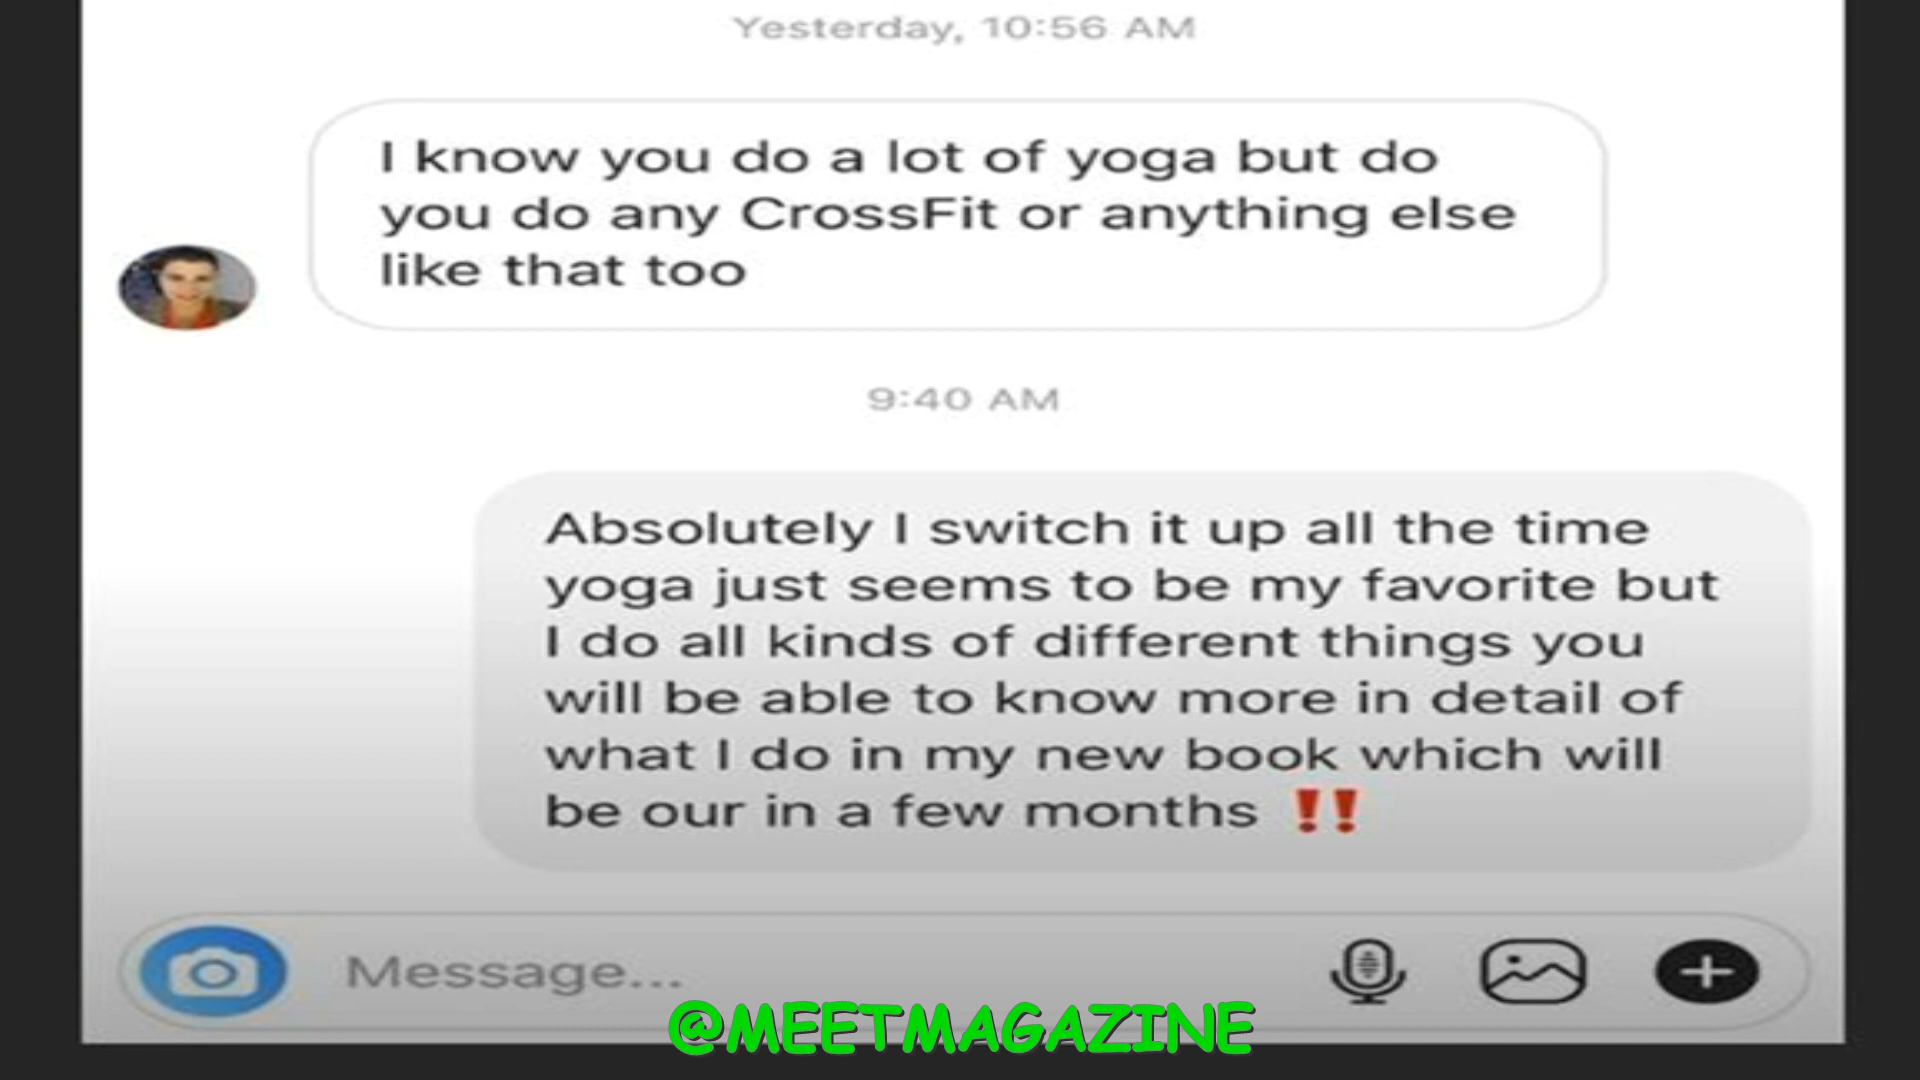 Yesterday, 10:56 AM
I know you do a lot of yoga but do
you do any CrossFit or anything else
like that too
9:40 AM
Absolutely I switch it up all the time
yoga just seems to be my favorite but
I do all kinds of different things you
will be able to know more in detail of
what I do in my new book which will
be our in a few months ‼️
Message...
@MEETMAGAZINE